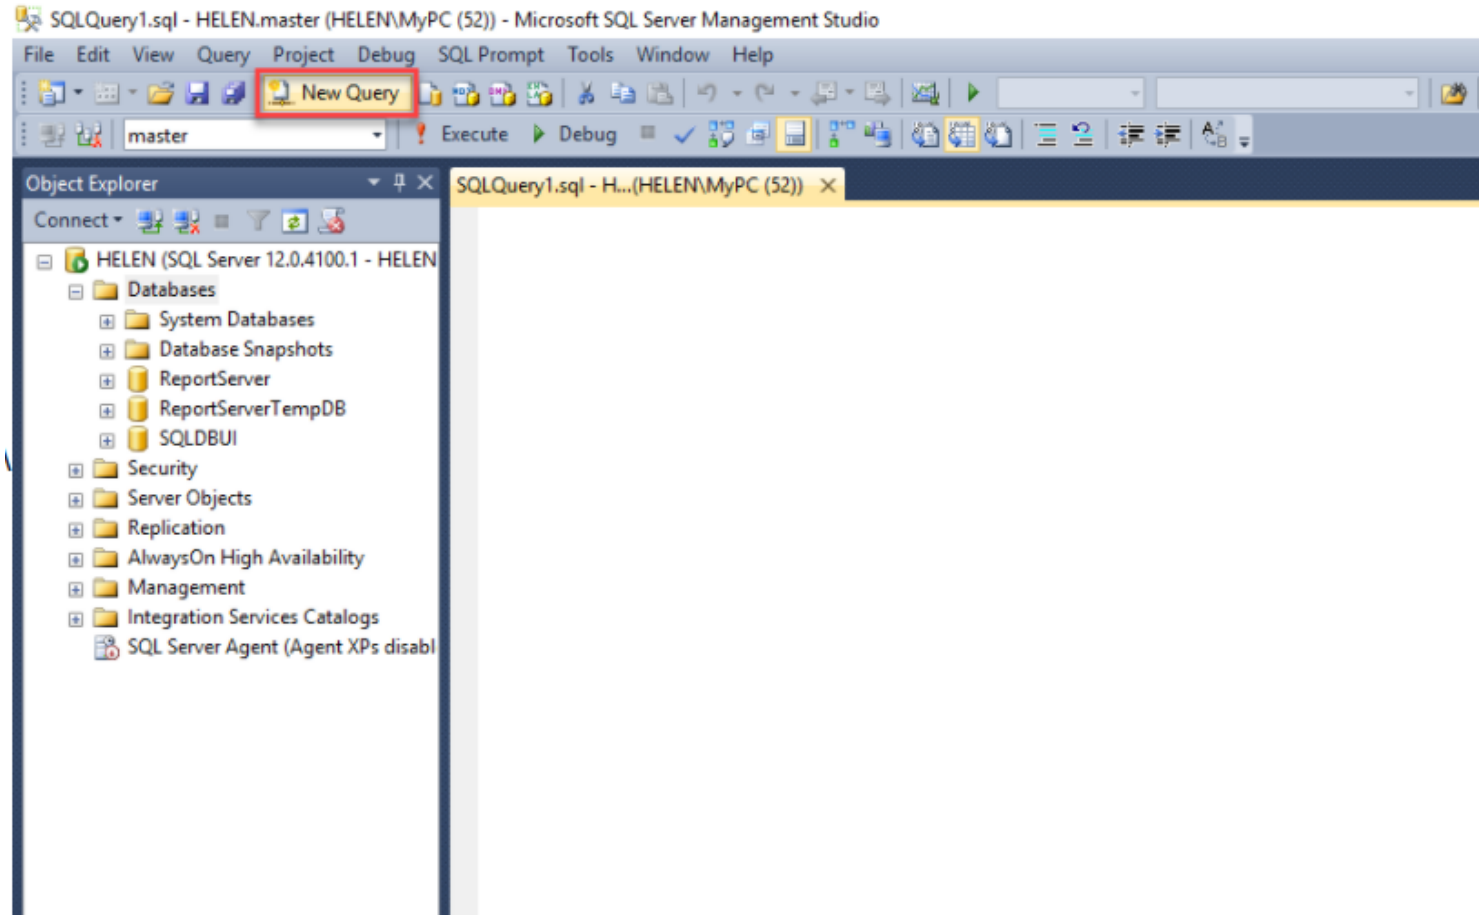 SQLQuery1.sql - HELEN.master (HELEN\MyPC (52)) - Microsoft SQL Server Management Studio
File Edit View Query Project Debug SQL Prompt Tools Window Help
New Query
master Execute Debug
Object Explorer
SQLQuery1.sql - H...(HELEN\MyPC (52))
Connect
HELEN (SQL Server 12.0.4100.1 - HELEN
Databases
System Databases
Database Snapshots
ReportServer
ReportServerTempDB
SQLDBUI
Security
Server Objects
Replication
AlwaysOn High Availability
Management
Integration Services Catalogs
SQL Server Agent (Agent XPs disabl